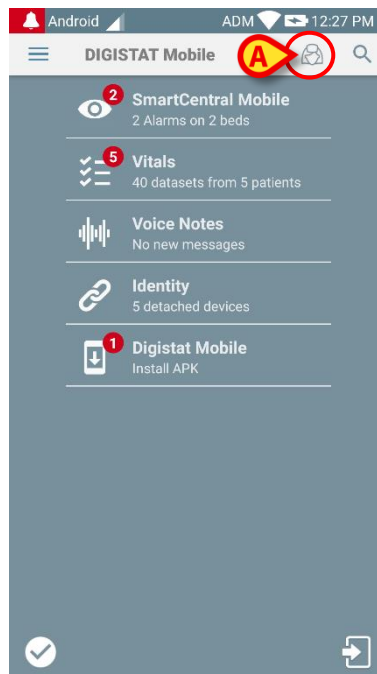 Android ADM 12:27 PM
DIGISTAT Mobile A
2 SmartCentral Mobile
2 Alarms on 2 beds
5 Vitals
40 datasets from 5 patients
Voice Notes
No new messages
Identity
5 detached devices
1 Digistat Mobile
Install APK